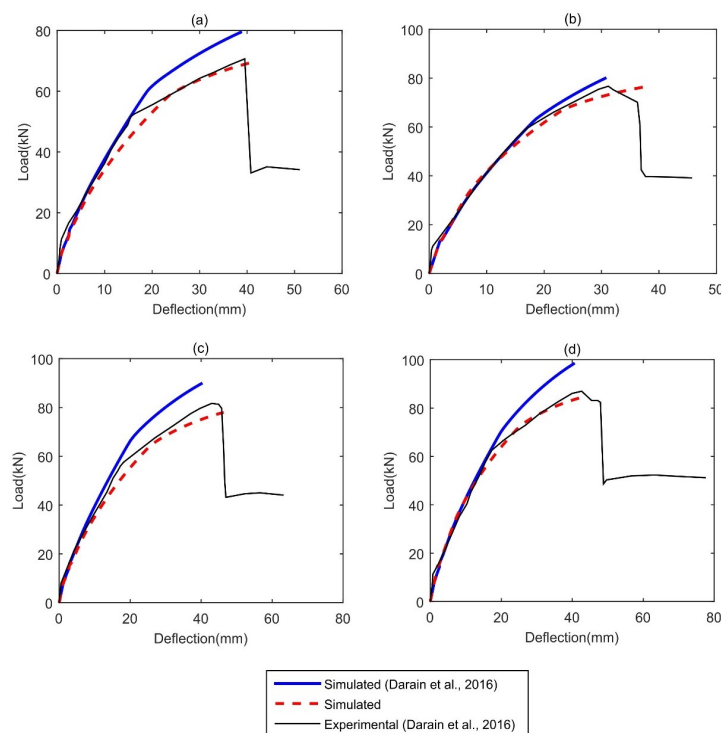 (a)
80
60
40
20
0
Load(kN)
0 10 20 30 40 50 60
Deflection(mm)
(b)
100
80
60
40
20
0
Load(kN)
0 10 20 30 40 50
Deflection(mm)
(c)
100
80
60
40
20
0
Load(kN)
0 20 40 60 80
Deflection(mm)
(d)
100
80
60
40
20
0
Load(kN)
0 20 40 60 80
Deflection(mm)
Simulated (Darain et al., 2016)
Simulated
Experimental (Darain et al., 2016)